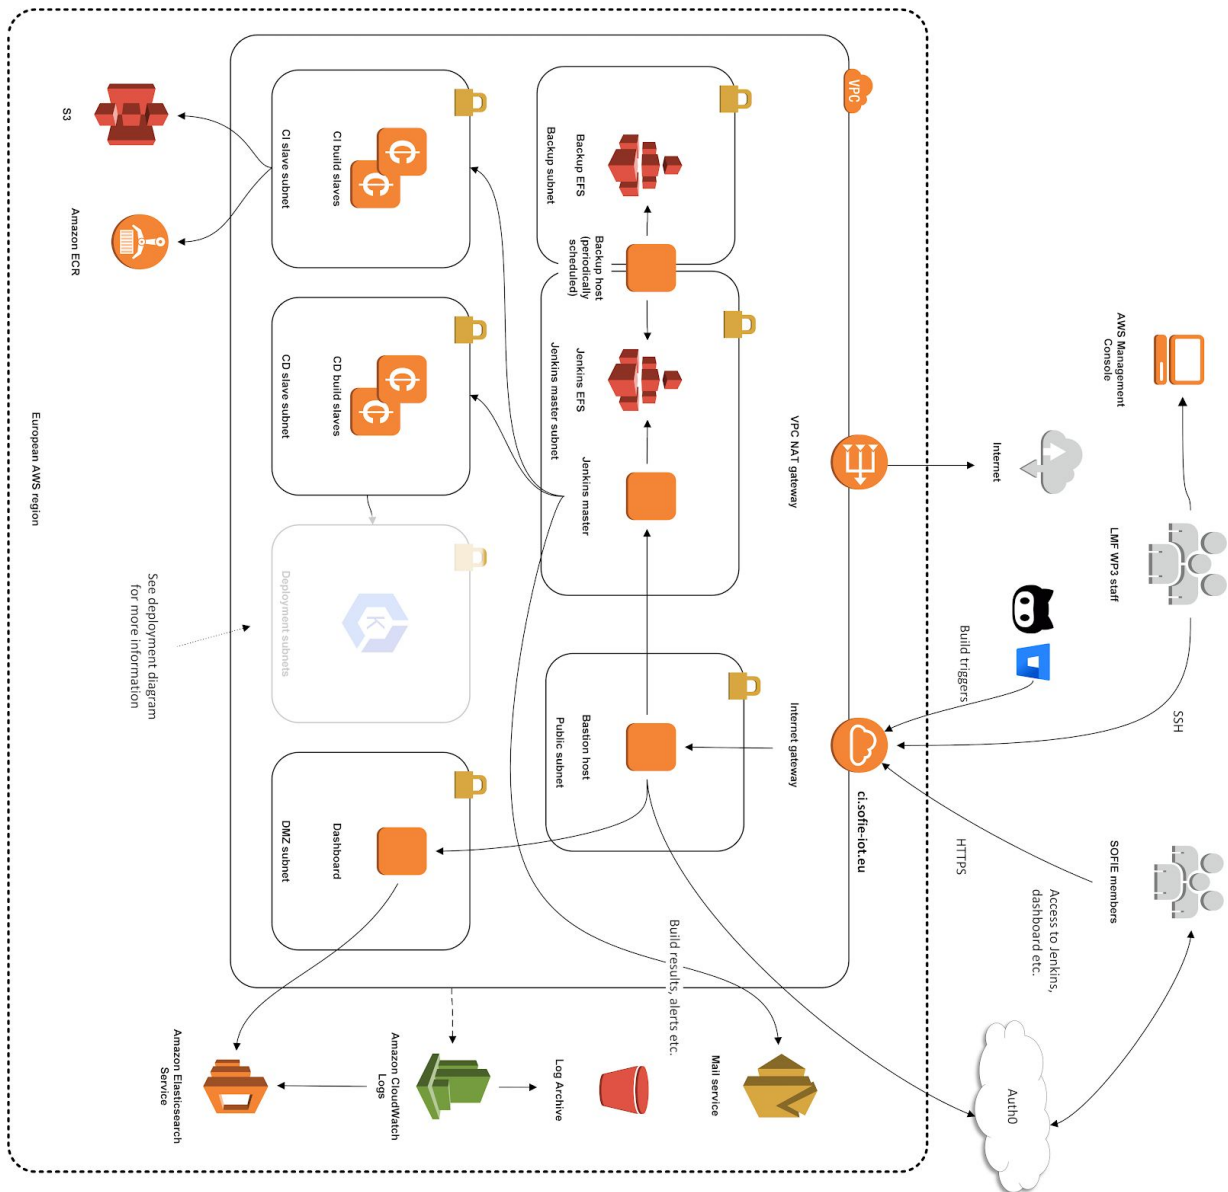 AWS Management
Console
LMF WP3 staff
SOFIE members
SSH
Access to Jenkins,
dashboard etc.
Auth0
Internet
Build triggers
HTTPS
ci.sofie-iot.eu
VPC
VPC NAT gateway
Internet gateway
Mail service
Build results, alerts etc.
Backup host
(periodically
scheduled)
Backup EFS
Backup subnet
Jenkins EFS
Jenkins master
Jenkins master subnet
Bastion host
Public subnet
Log Archive
Amazon CloudWatch
Logs
CI build slaves
CI slave subnet
CD build slaves
CD slave subnet
K
Deployment subnets
Dashboard
DMZ subnet
Amazon Elasticsearch
Service
See deployment diagram
for more information
S3
Amazon ECR
European AWS region